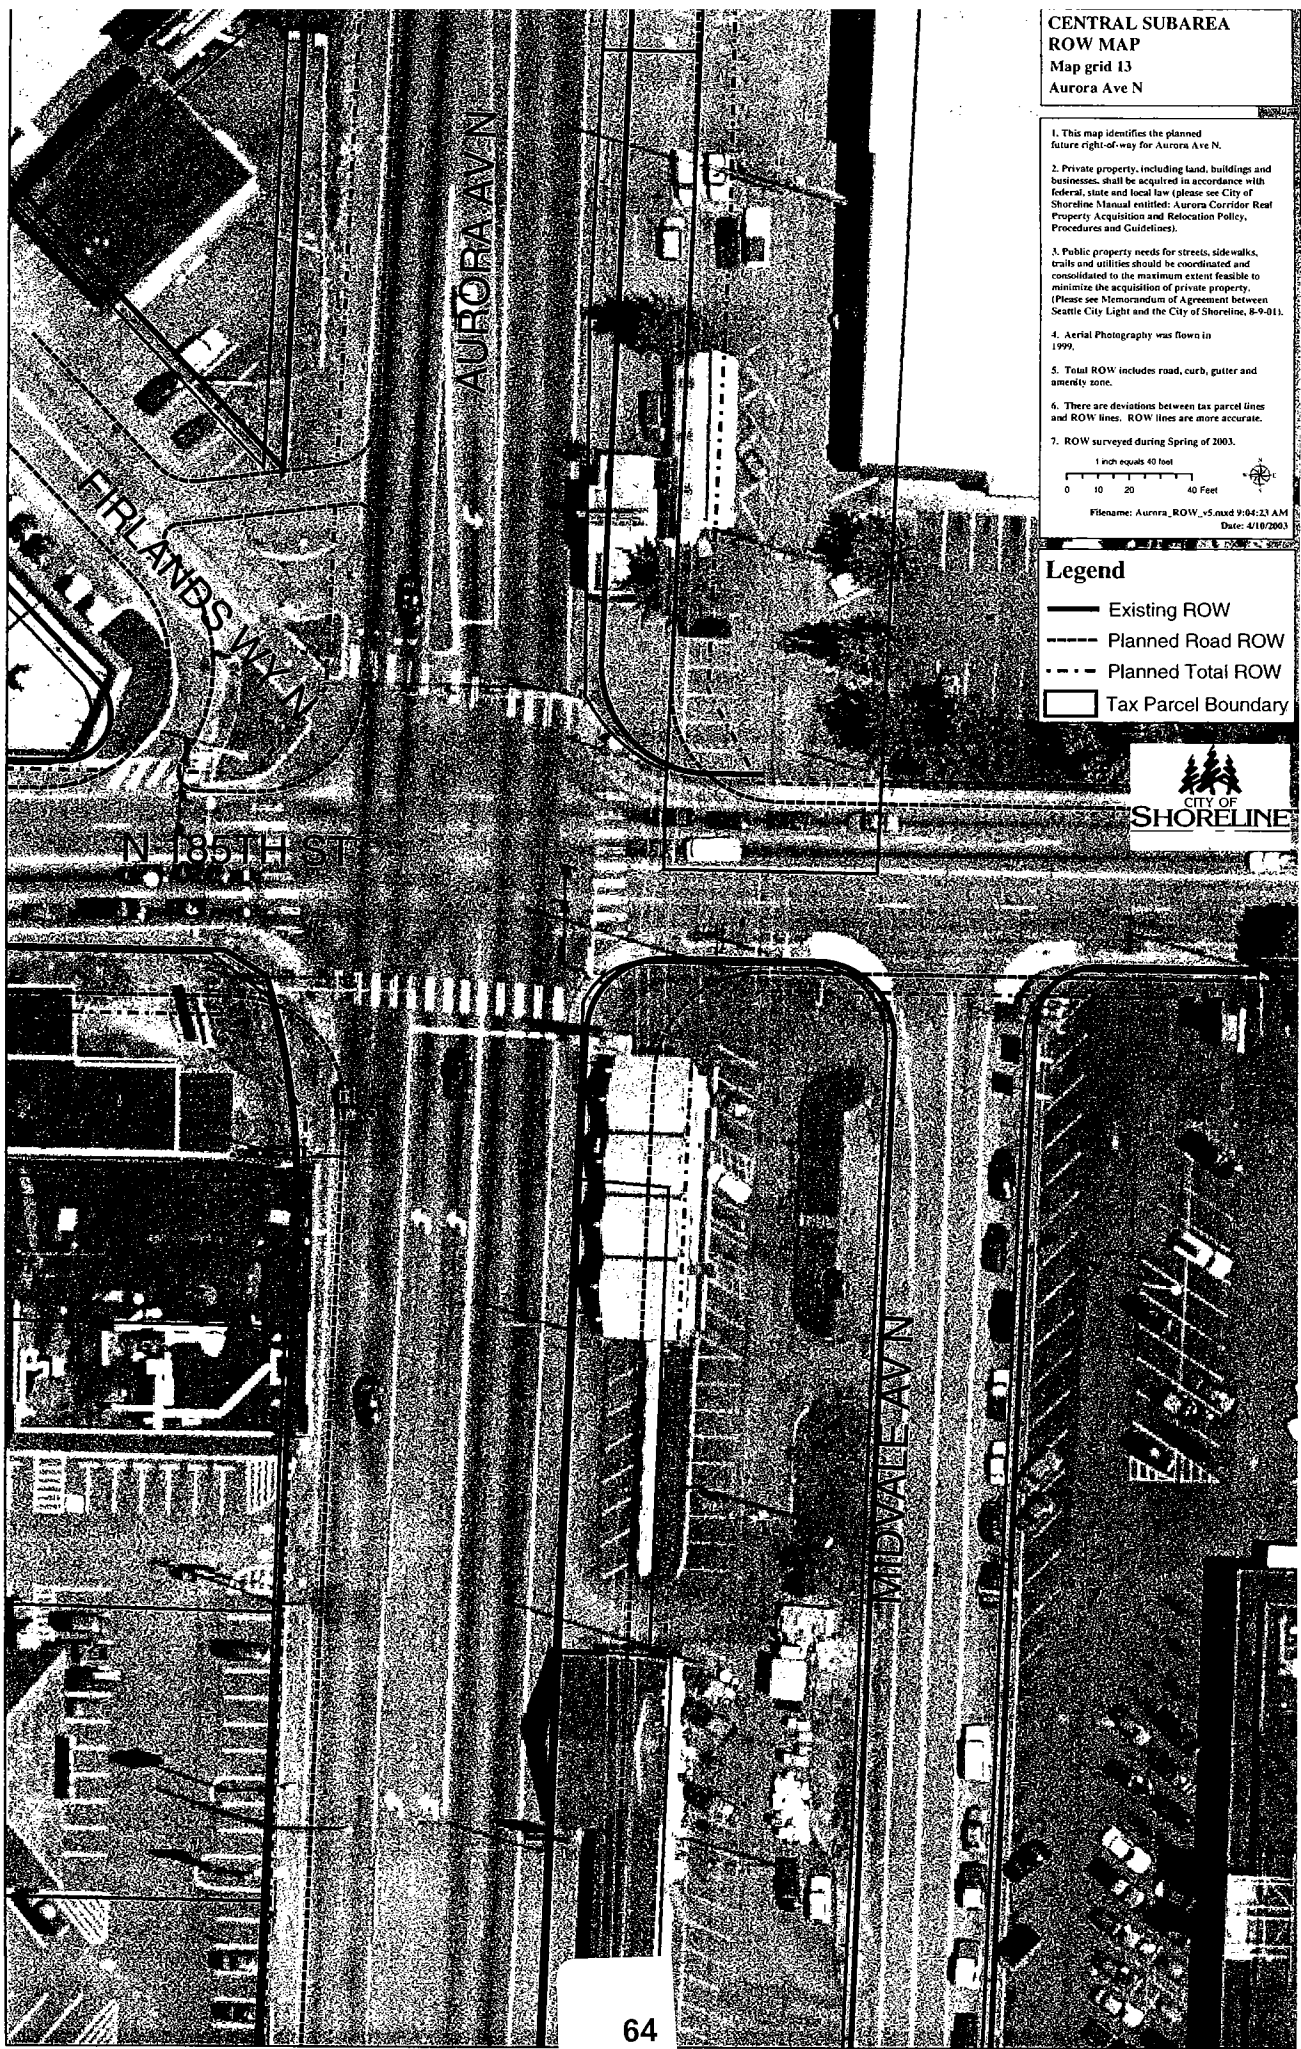 CENTRAL SUBAREA
ROW MAP
Map grid 13
Aurora Ave N
1. This map identifies the planned
future right-of-way for Aurora Ave N.
2. Private property, including land, buildings and
businesses, shall be acquired in accordance with
federal, state and local law (please see City of
Shoreline Manual entitled: Aurora Corridor Real
Property Acquisition and Relocation Policy,
Procedures and Guidelines).
3. Public property needs for streets, sidewalks,
trails and utilities should be coordinated and
consolidated to the maximum extent feasible to
minimize the acquisition of private property.
(Please see Memorandum of Agreement between
Seattle City Light and the City of Shoreline, 8-9-01).
4. Aerial Photography was flown in
1999.
5. Total ROW includes road, curb, gutter and
amenity zone.
6. There are deviations between tax parcel lines
and ROW lines. ROW lines are more accurate.
7. ROW surveyed during Spring of 2003.
1 inch equals 40 feet
0 10 20 40 Feet
Filename: Aurora_ROW_v5.mxd 9:04:23 AM
Date: 4/10/2003
Legend
Existing ROW
Planned Road ROW
Planned Total ROW
Tax Parcel Boundary
CITY OF
SHORELINE
AURORA AV N
FIRLANDS WY N
N 185TH ST
MIDVALE AV N
64